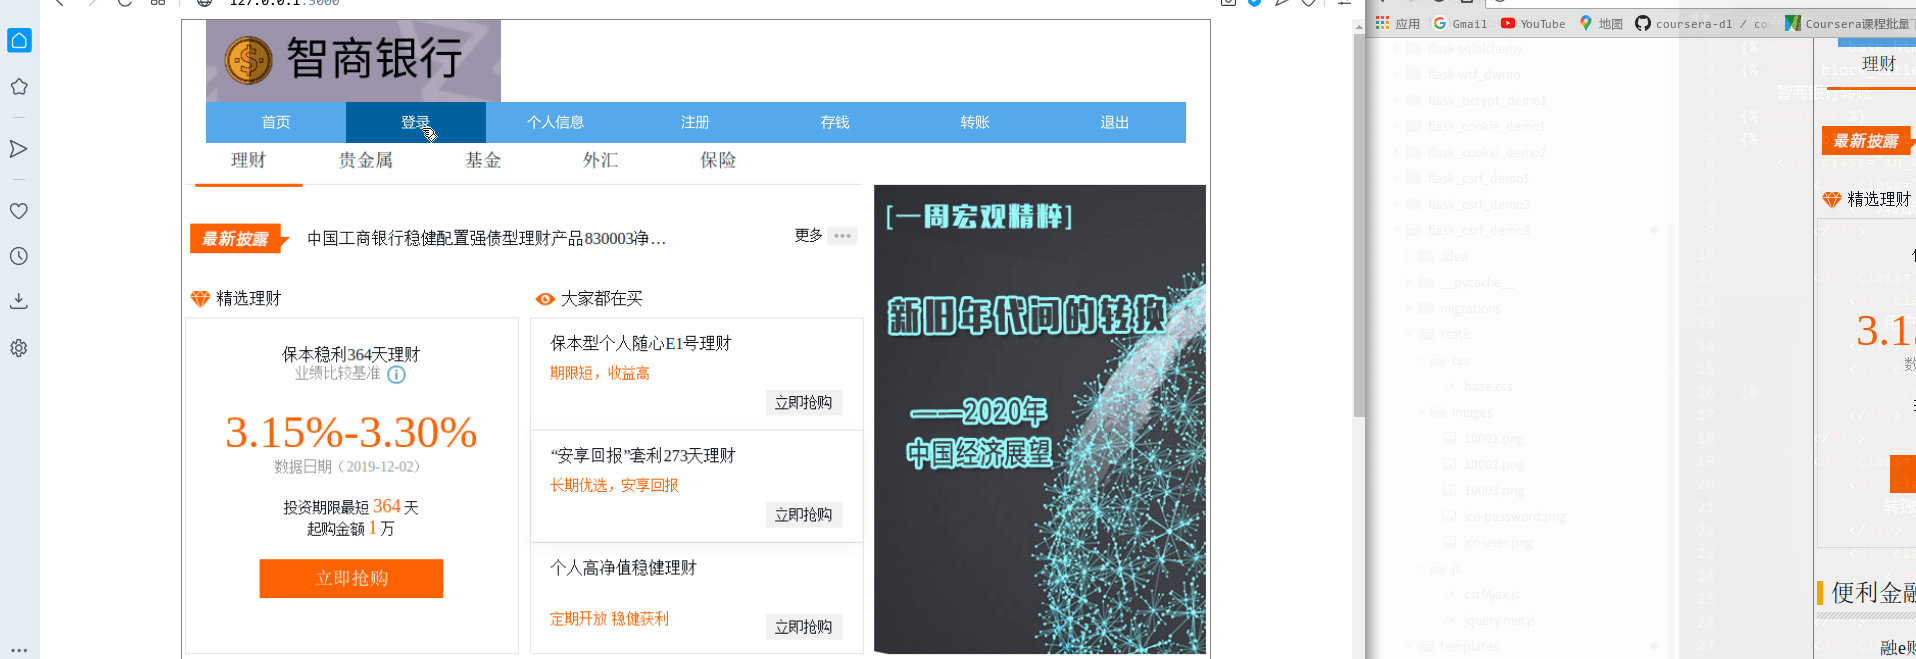 127.0.0.1:5000
智商银行
首页 登录 个人信息 注册 存钱 转账 退出
理财 贵金属 基金 外汇 保险
最新披露 中国工商银行稳健配置强债型理财产品830003净... 更多
精选理财
保本稳利364天理财
业绩比较基准
3.15%-3.30%
数据日期（2019-12-02）
投资期限最短 364 天
起购金额 1 万
立即抢购
大家都在买
保本型个人随心E1号理财
期限短，收益高
立即抢购
“安享回报”套利273天理财
长期优选，安享回报
立即抢购
个人高净值稳健理财
定期开放 稳健获利
立即抢购
[一周宏观精粹]
新旧年代间的转换
——2020年
中国经济展望
应用 Gmail YouTube 地图 coursera-dl / co Coursera课程批量下
flask-sqlalchemy
flask-wtf_dwmo
flask_bcrypt_demo1
flask_cookie_demo1
flask_cookie_demo2
flask_csrf_demo1
flask_csrf_demo2
flask_csrf_demo3
.idea
__pycache__
migrations
static
css
base.css
images
10001.png
10002.png
10003.png
ico-password.png
ico-user.png
js
csrfAjax.js
jquery.min.js
templates
理财
最新披露
精选理财
3.1
便利金融
融e购